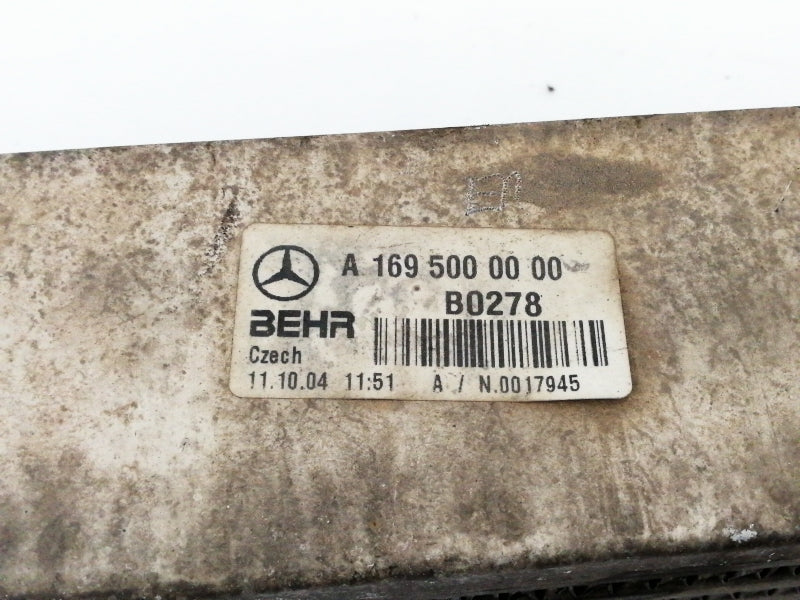 A 169 500 00 00
B0278
BEHR
Czech
11.10.04 11:51 A / N.0017945